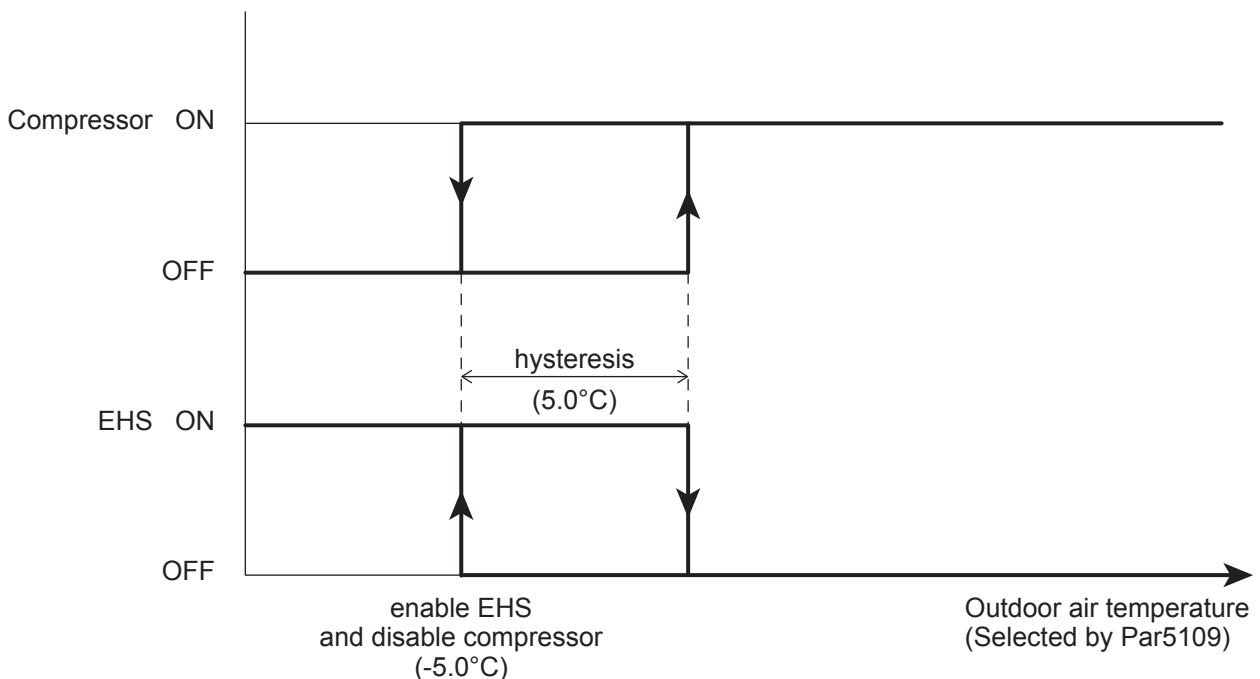 Compressor ON
OFF
hysteresis
(5.0°C)
EHS ON
OFF
enable EHS
and disable compressor
(-5.0°C)
Outdoor air temperature
(Selected by Par5109)